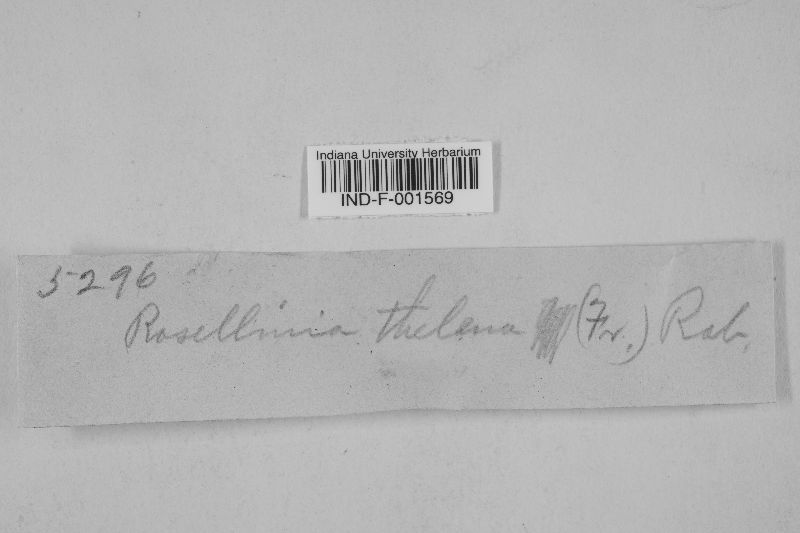 Indiana University Herbarium
IND-F-001569
5296
Rosellinia thelena (Fr.) Rab.